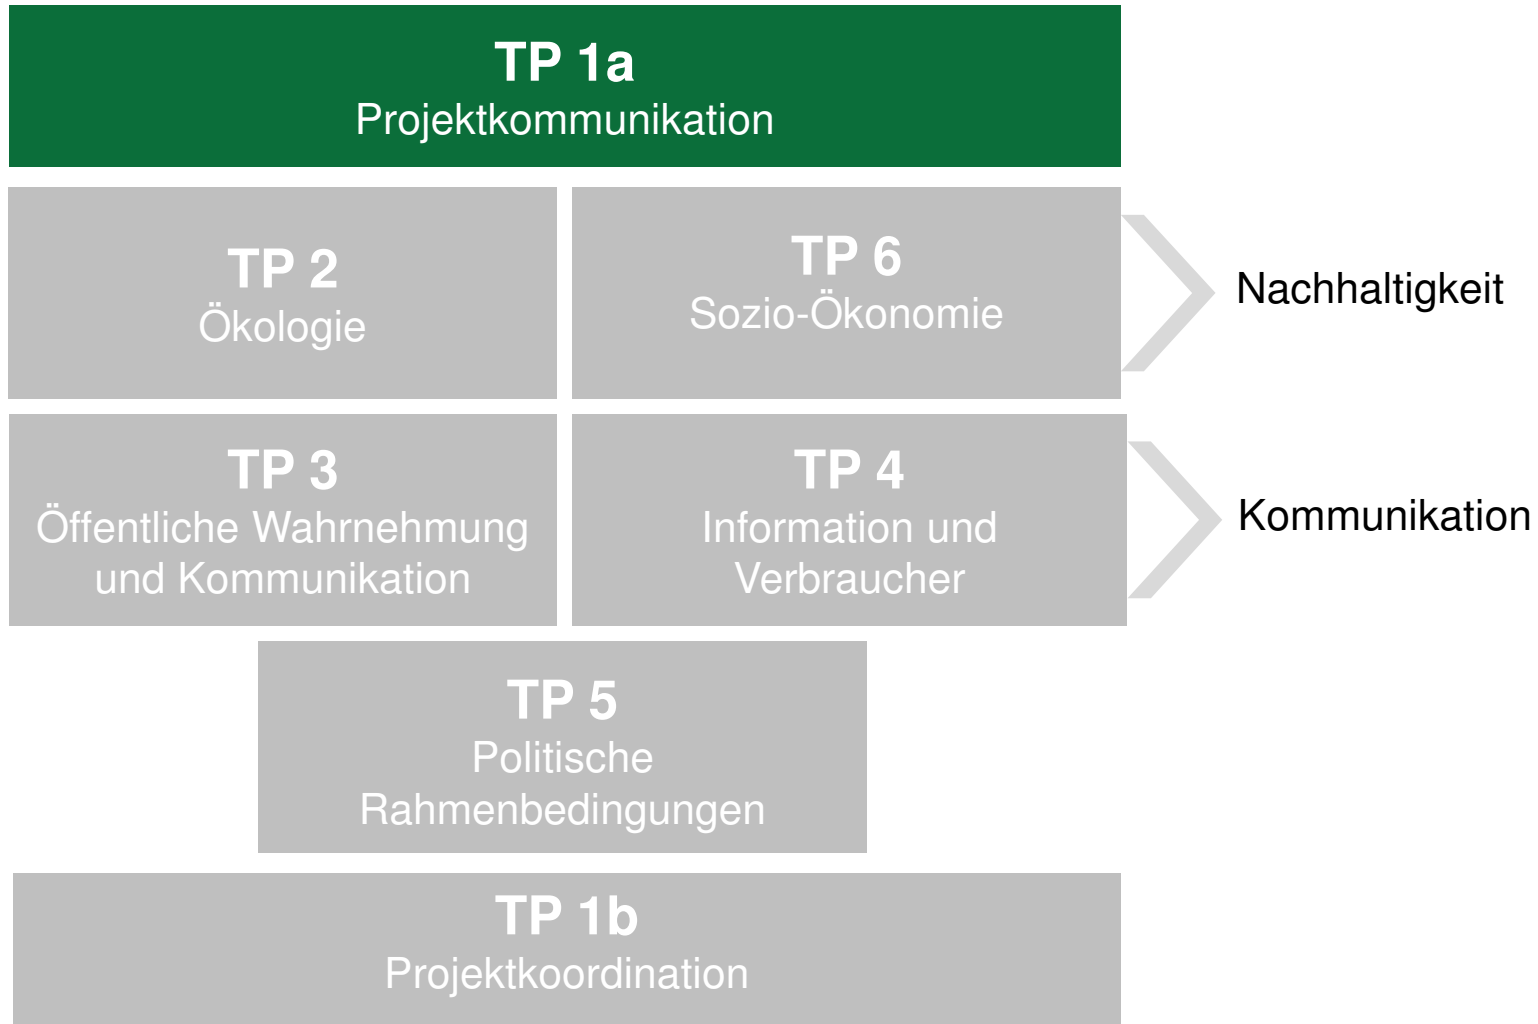 TP 1a
Projektkommunikation
TP 2
Ökologie
TP 6
Sozio-Ökonomie
Nachhaltigkeit
TP 3
Öffentliche Wahrnehmung
und Kommunikation
TP 4
Information und
Verbraucher
Kommunikation
TP 5
Politische
Rahmenbedingungen
TP 1b
Projektkoordination